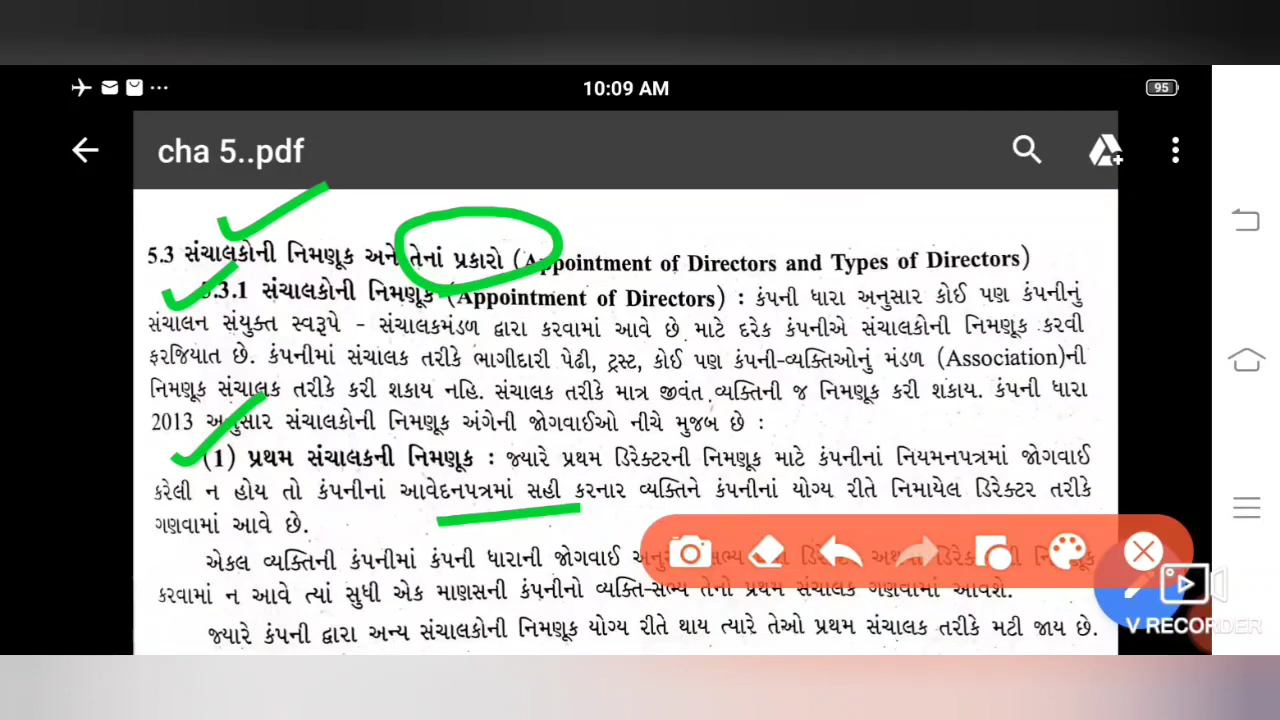 10:09 AM
95
cha 5..pdf
5.3 સંચાલકોની નિમણૂક અને તેનાં પ્રકારો (Appointment of Directors and Types of Directors)
5.3.1 સંચાલકોની નિમણૂક (Appointment of Directors) : કંપની ધારા અનુસાર કોઈ પણ કંપનીનું
સંચાલન સંયુક્ત સ્વરૂપે - સંચાલકમંડળ દ્વારા કરવામાં આવે છે માટે દરેક કંપનીએ સંચાલકોની નિમણૂક કરવી
ફરજિયાત છે. કંપનીમાં સંચાલક તરીકે ભાગીદારી પેઢી, ટ્રસ્ટ, કોઈ પણ કંપની-વ્યક્તિઓનું મંડળ (Association)ની
નિમણૂક સંચાલક તરીકે કરી શકાય નહિ. સંચાલક તરીકે માત્ર જીવંત વ્યક્તિની જ નિમણૂક કરી શકાય. કંપની ધારા
2013 અનુસાર સંચાલકોની નિમણૂક અંગેની જોગવાઈઓ નીચે મુજબ છે :
(1) પ્રથમ સંચાલકની નિમણૂક : જ્યારે પ્રથમ ડિરેક્ટરની નિમણૂક માટે કંપનીનાં નિયમનપત્રમાં જોગવાઈ
કરેલી ન હોય તો કંપનીનાં આવેદનપત્રમાં સહી કરનાર વ્યક્તિને કંપનીનાં યોગ્ય રીતે નિમાયેલ ડિરેક્ટર તરીકે
ગણવામાં આવે છે.
એકલ વ્યક્તિની કંપનીમાં કંપની ધારાની જોગવાઈ અનુસાર સભ્ય ડિરેક્ટર અથવા ડિરેક્ટરની
કરવામાં ન આવે ત્યાં સુધી એક માણસની કંપનીનો વ્યક્તિ-સભ્ય તેનો પ્રથમ સંચાલક ગણવામાં આવશે.
જ્યારે કંપની દ્વારા અન્ય સંચાલકોની નિમણૂક યોગ્ય રીતે થાય ત્યારે તેઓ પ્રથમ સંચાલક તરીકે મટી જાય છે.
V RECORDER